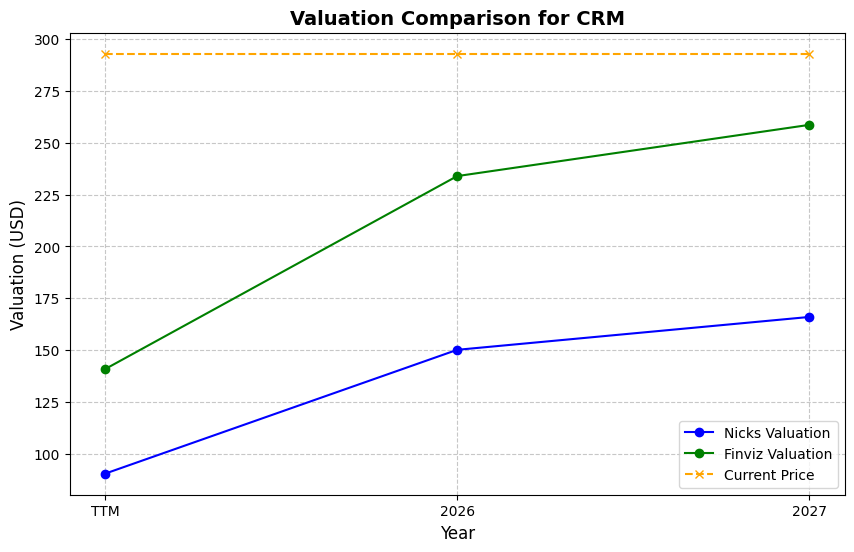 Valuation Comparison for CRM
Valuation (USD)
300
275
250
225
200
175
150
125
100
TTM
2026
2027
Year
Nicks Valuation
Finviz Valuation
Current Price